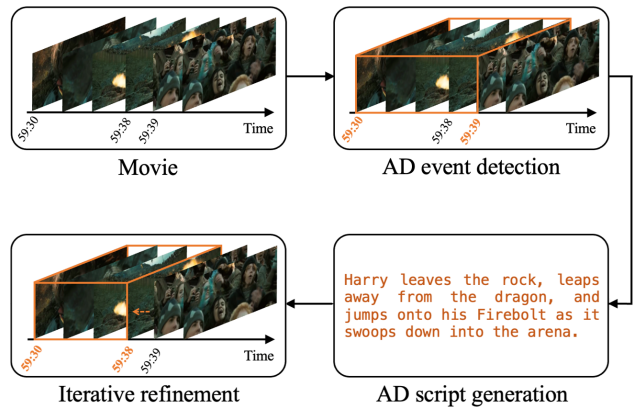 59:30
59:38
59:39
Time
Movie
59:30
59:38
59:39
Time
AD event detection
59:30
59:38
59:39
Time
Iterative refinement
Harry leaves the rock, leaps
away from the dragon, and
jumps onto his Firebolt as it
swoops down into the arena.
AD script generation